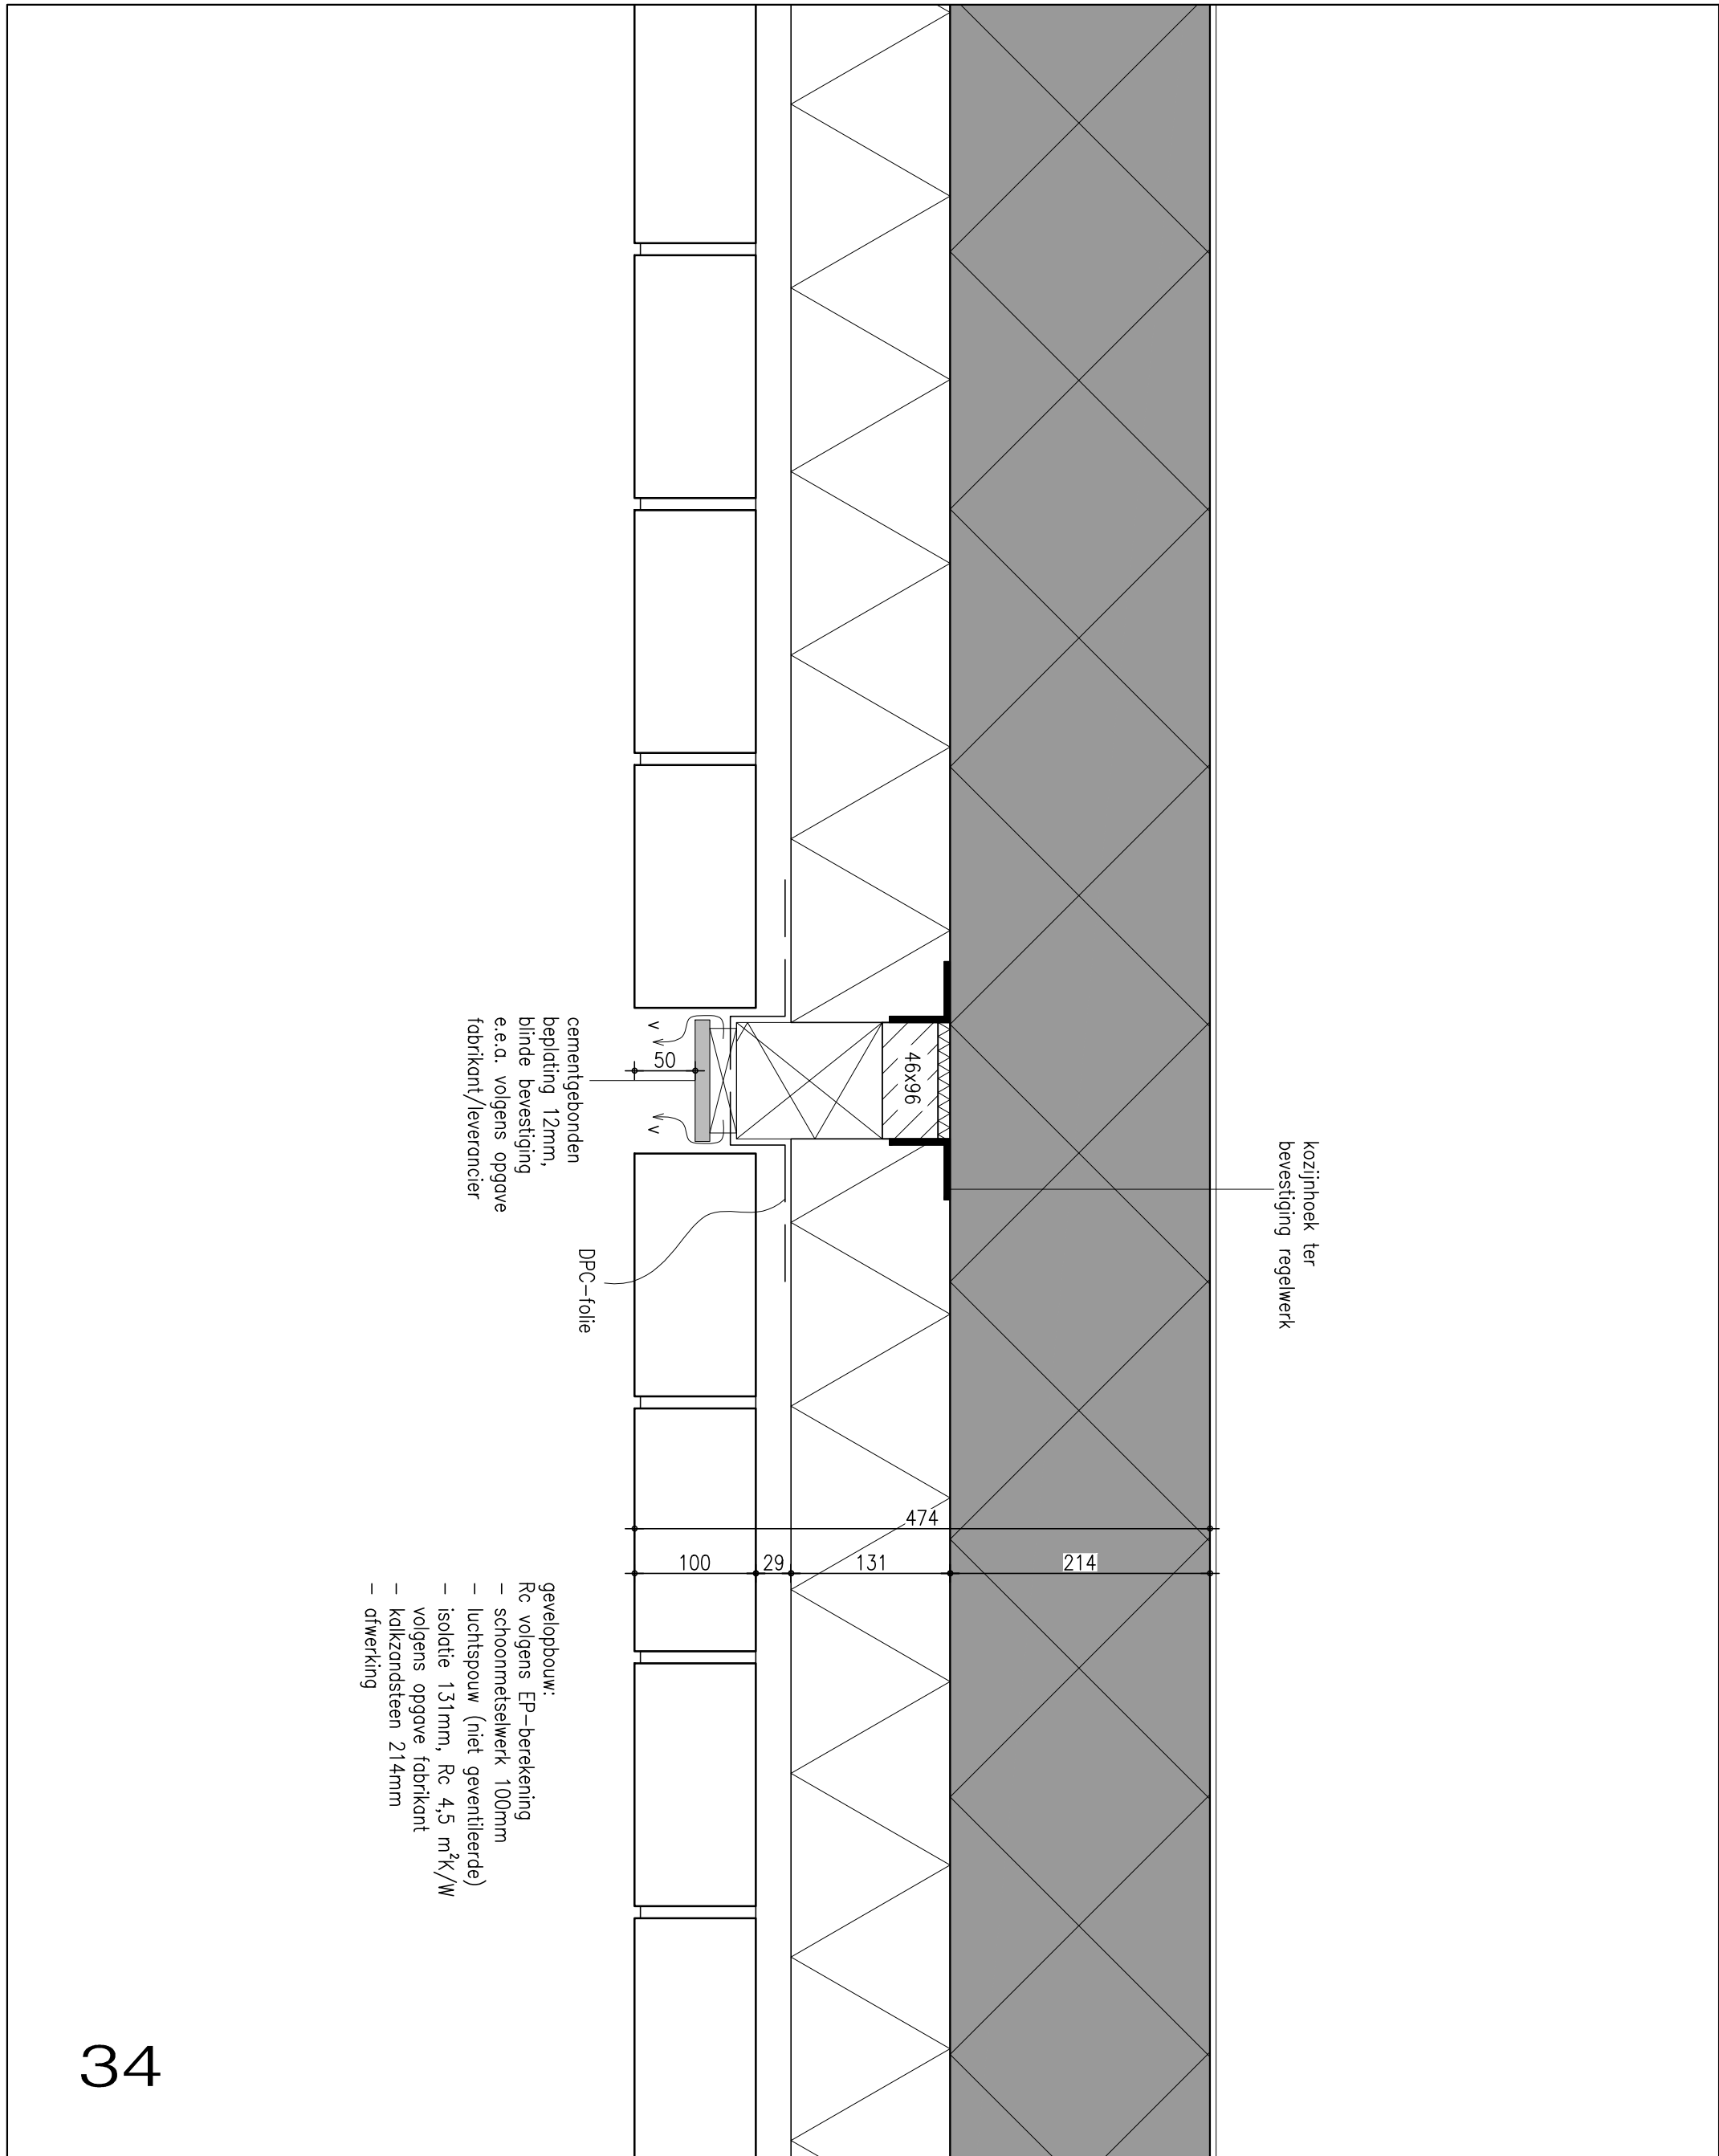 kozijnhoek ter
bevestiging regelwerk
46x96
50
cementgebonden
beplating 12mm,
blinde bevestiging
e.e.a. volgens opgave
fabrikant/leverancier
v
v
DPC-folie
474
100
29
131
214
gevelopbouw:
Rc volgens EP-berekening
- schoonmetselwerk 100mm
- luchtspouw (niet geventileerde)
- isolatie 131mm, Rc 4,5 m²K/W
volgens opgave fabrikant
- kalkzandsteen 214mm
- afwerking
34